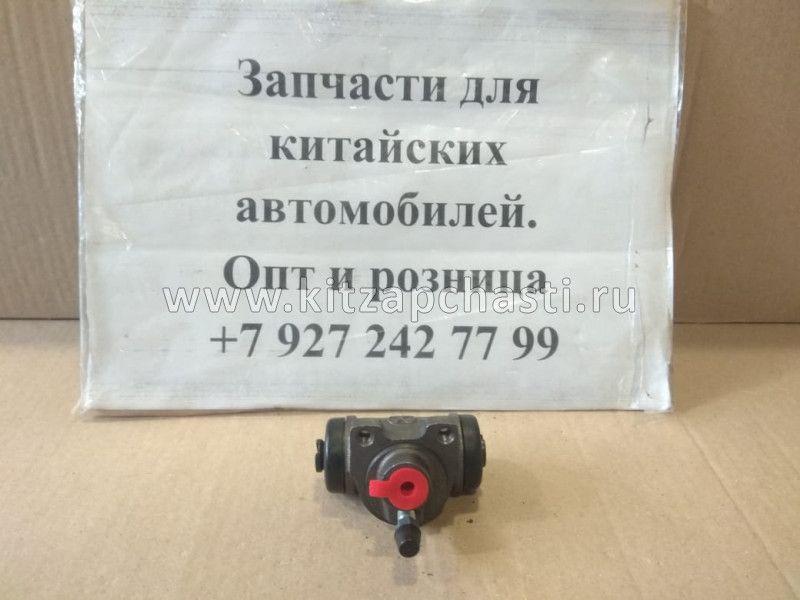 Запчасти для
китайских
автомобилей.
Опт и розница
www.kitzapchasti.ru
+7 927 242 77 99